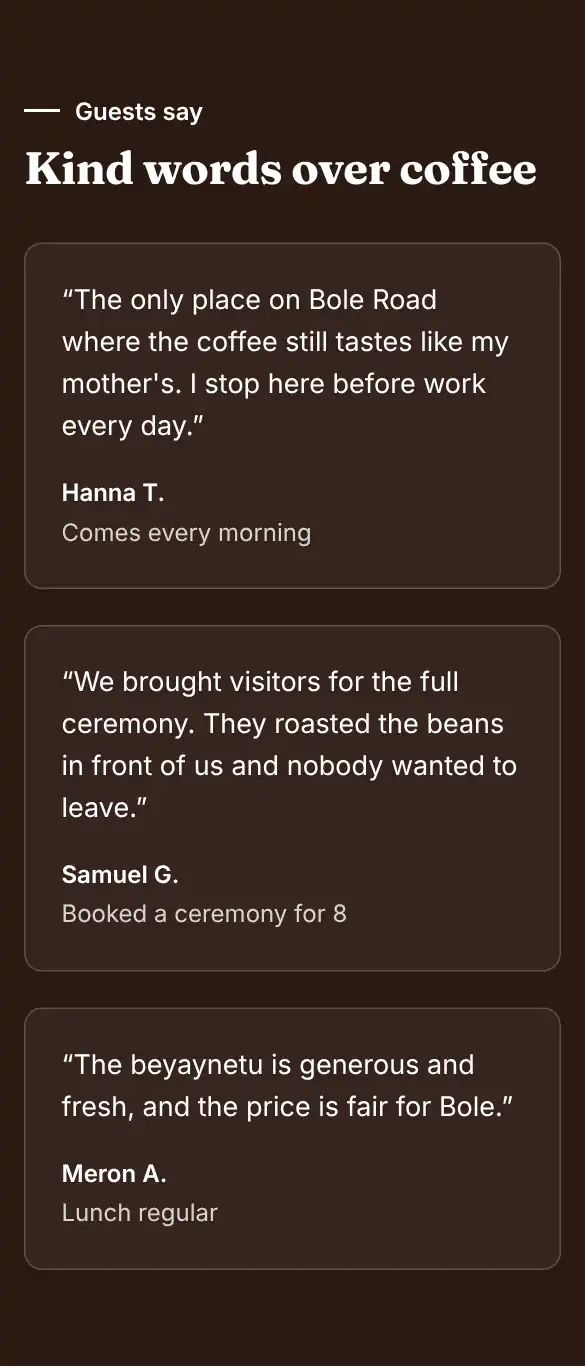 Guests say
Kind words over coffee
“The only place on Bole Road
where the coffee still tastes like my
mother's. I stop here before work
every day.”
Hanna T.
Comes every morning
“We brought visitors for the full
ceremony. They roasted the beans
in front of us and nobody wanted to
leave.”
Samuel G.
Booked a ceremony for 8
“The beyaynetu is generous and
fresh, and the price is fair for Bole.”
Meron A.
Lunch regular